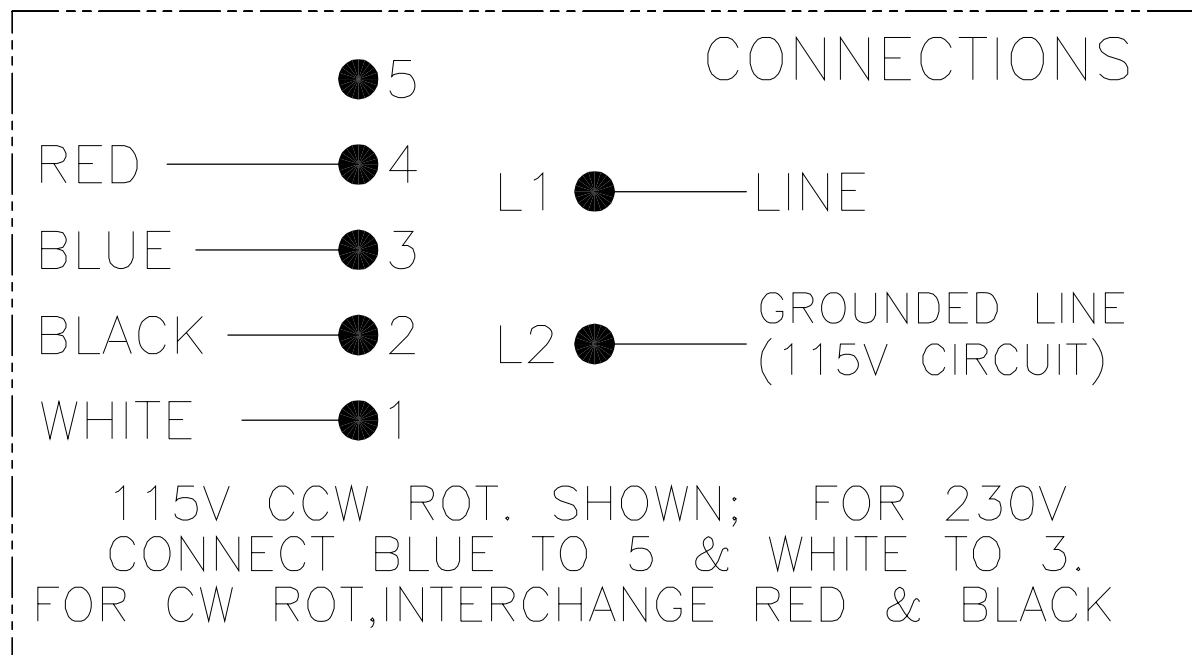 CONNECTIONS
5
RED 4
BLUE 3
BLACK 2
WHITE 1
L1 LINE
L2 GROUNDED LINE
(115V CIRCUIT)
115V CCW ROT. SHOWN; FOR 230V
CONNECT BLUE TO 5 & WHITE TO 3.
FOR CW ROT,INTERCHANGE RED & BLACK